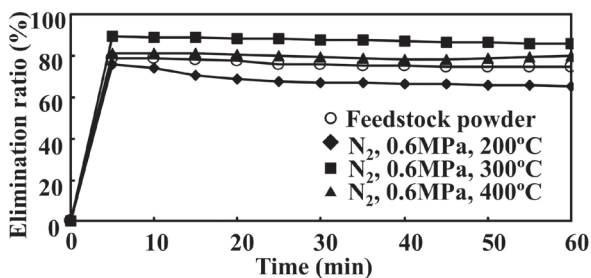 Elimination ratio (%)
100
80
60
40
20
0
Feedstock powder
N₂, 0.6MPa, 200ºC
N₂, 0.6MPa, 300ºC
N₂, 0.6MPa, 400ºC
0 10 20 30 40 50 60
Time (min)